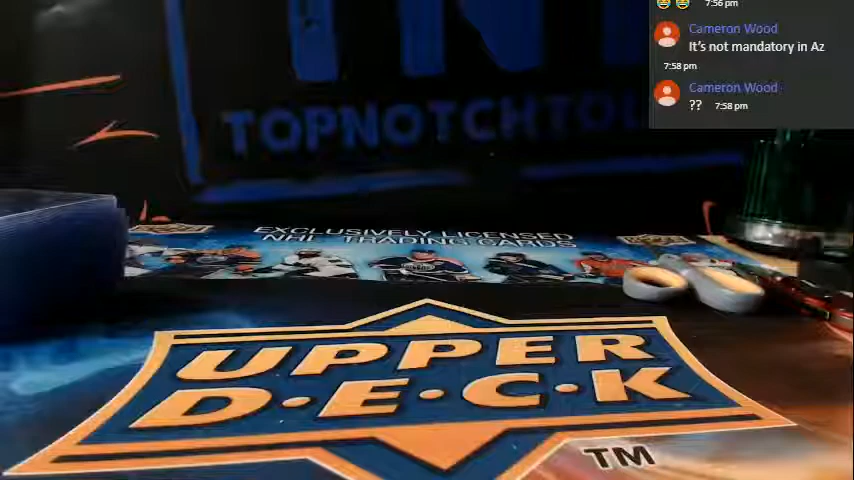 😂 😂 7:56 pm
Cameron Wood
It's not mandatory in Az
7:58 pm
Cameron Wood
?? 7:58 pm
TOPNOTCHTO
EXCLUSIVELY LICENSED
NHL TRADING CARDS
UPPER
D·E·C·K
TM